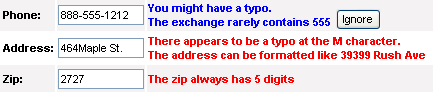 Phone: 888-555-1212 You might have a typo.
The exchange rarely contains 555 Ignore
Address: 464Maple St. There appears to be a typo at the M character.
The address can be formatted like 39399 Rush Ave
Zip: 2727 The zip always has 5 digits